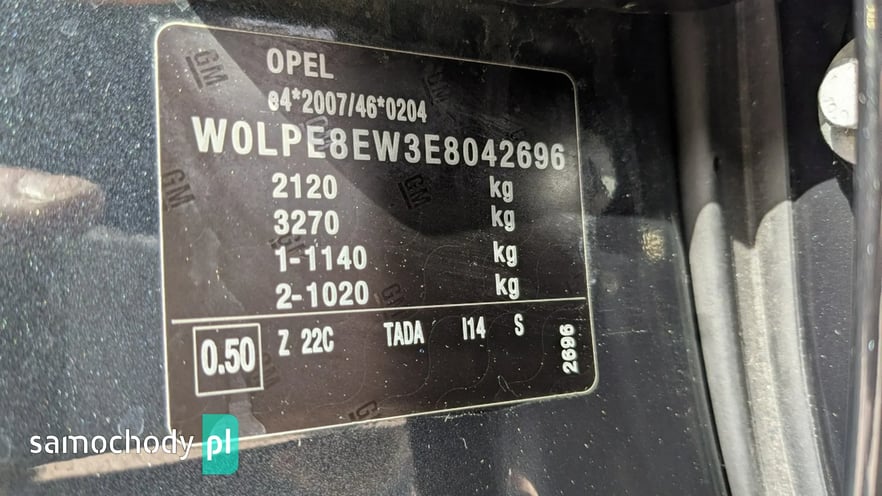 OPEL
e4*2007/46*0204
W0LPE8EW3E8042696
2120 kg
3270 kg
1-1140 kg
2-1020 kg
0.50 Z 22C TADA I14 S 2696
GM
samochody pl